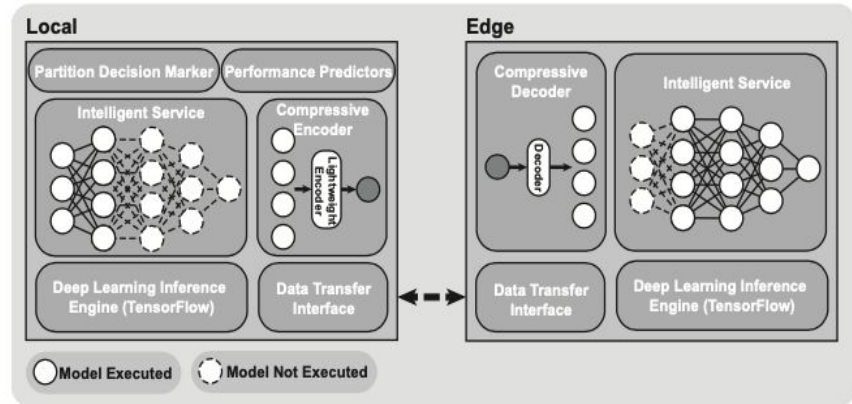 Local
Partition Decision Marker
Performance Predictors
Intelligent Service
Compressive
Encoder
Lightweight
Encoder
Deep Learning Inference
Engine (TensorFlow)
Data Transfer
Interface
Edge
Compressive
Decoder
Decoder
Intelligent Service
Data Transfer
Interface
Deep Learning Inference
Engine (TensorFlow)
Model Executed
Model Not Executed